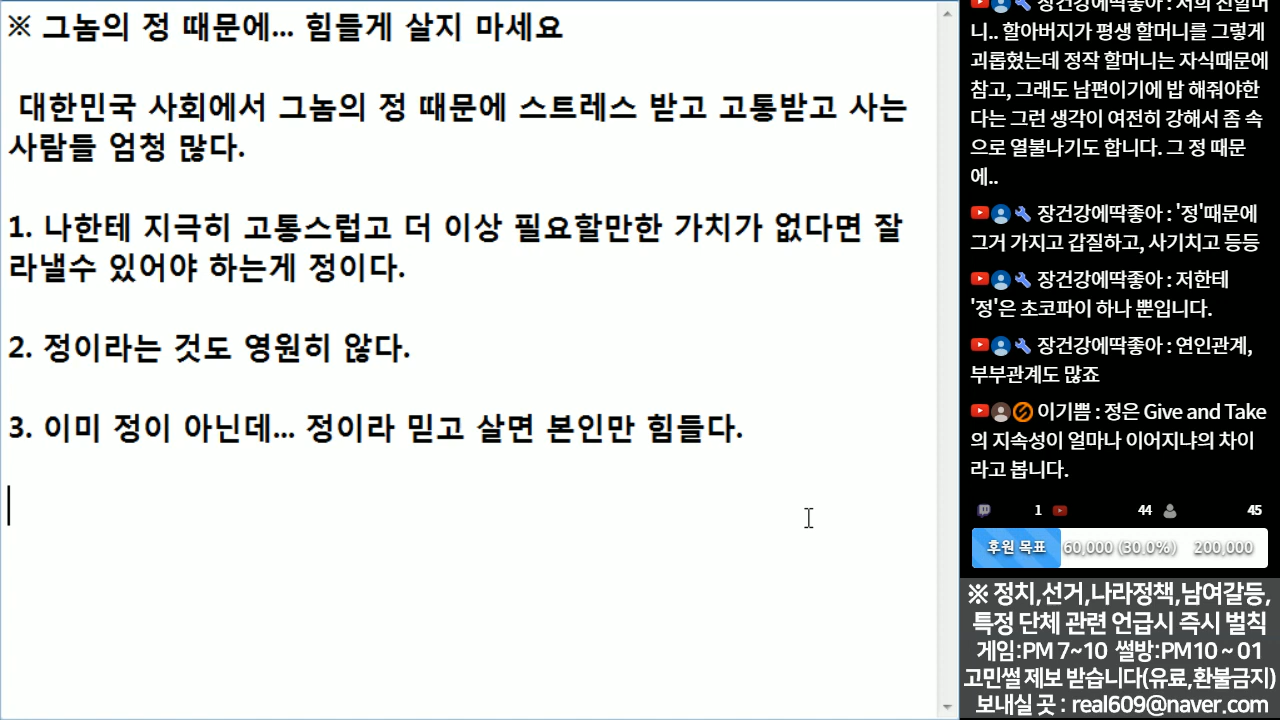 ※ 그놈의 정 때문에... 힘들게 살지 마세요
대한민국 사회에서 그놈의 정 때문에 스트레스 받고 고통받고 사는
사람들 엄청 많다.
1. 나한테 지극히 고통스럽고 더 이상 필요할만한 가치가 없다면 잘
라낼수 있어야 하는게 정이다.
2. 정이라는 것도 영원히 않다.
3. 이미 정이 아닌데... 정이라 믿고 살면 본인만 힘들다.
장건강에딱좋아 : 저희 친할머
니.. 할아버지가 평생 할머니를 그렇게
괴롭혔는데 정작 할머니는 자식때문에
참고, 그래도 남편이기에 밥 해줘야한
다는 그런 생각이 여전히 강해서 좀 속
으로 열불나기도 합니다. 그 정 때문
에..
장건강에딱좋아 : '정'때문에
그거 가지고 갑질하고, 사기치고 등등
장건강에딱좋아 : 저한테
'정'은 초코파이 하나 뿐입니다.
장건강에딱좋아 : 연인관계,
부부관계도 많죠
이기쁨 : 정은 Give and Take
의 지속성이 얼마나 이어지냐의 차이
라고 봅니다.
1 44 45
후원 목표 60,000 (30.0%) 200,000
※ 정치,선거,나라정책,남여갈등,
특정 단체 관련 언급시 즉시 벌칙
게임:PM 7~10 썰방:PM10 ~ 01
고민썰 제보 받습니다(유료,환불금지)
보내실 곳 : real609@naver.com